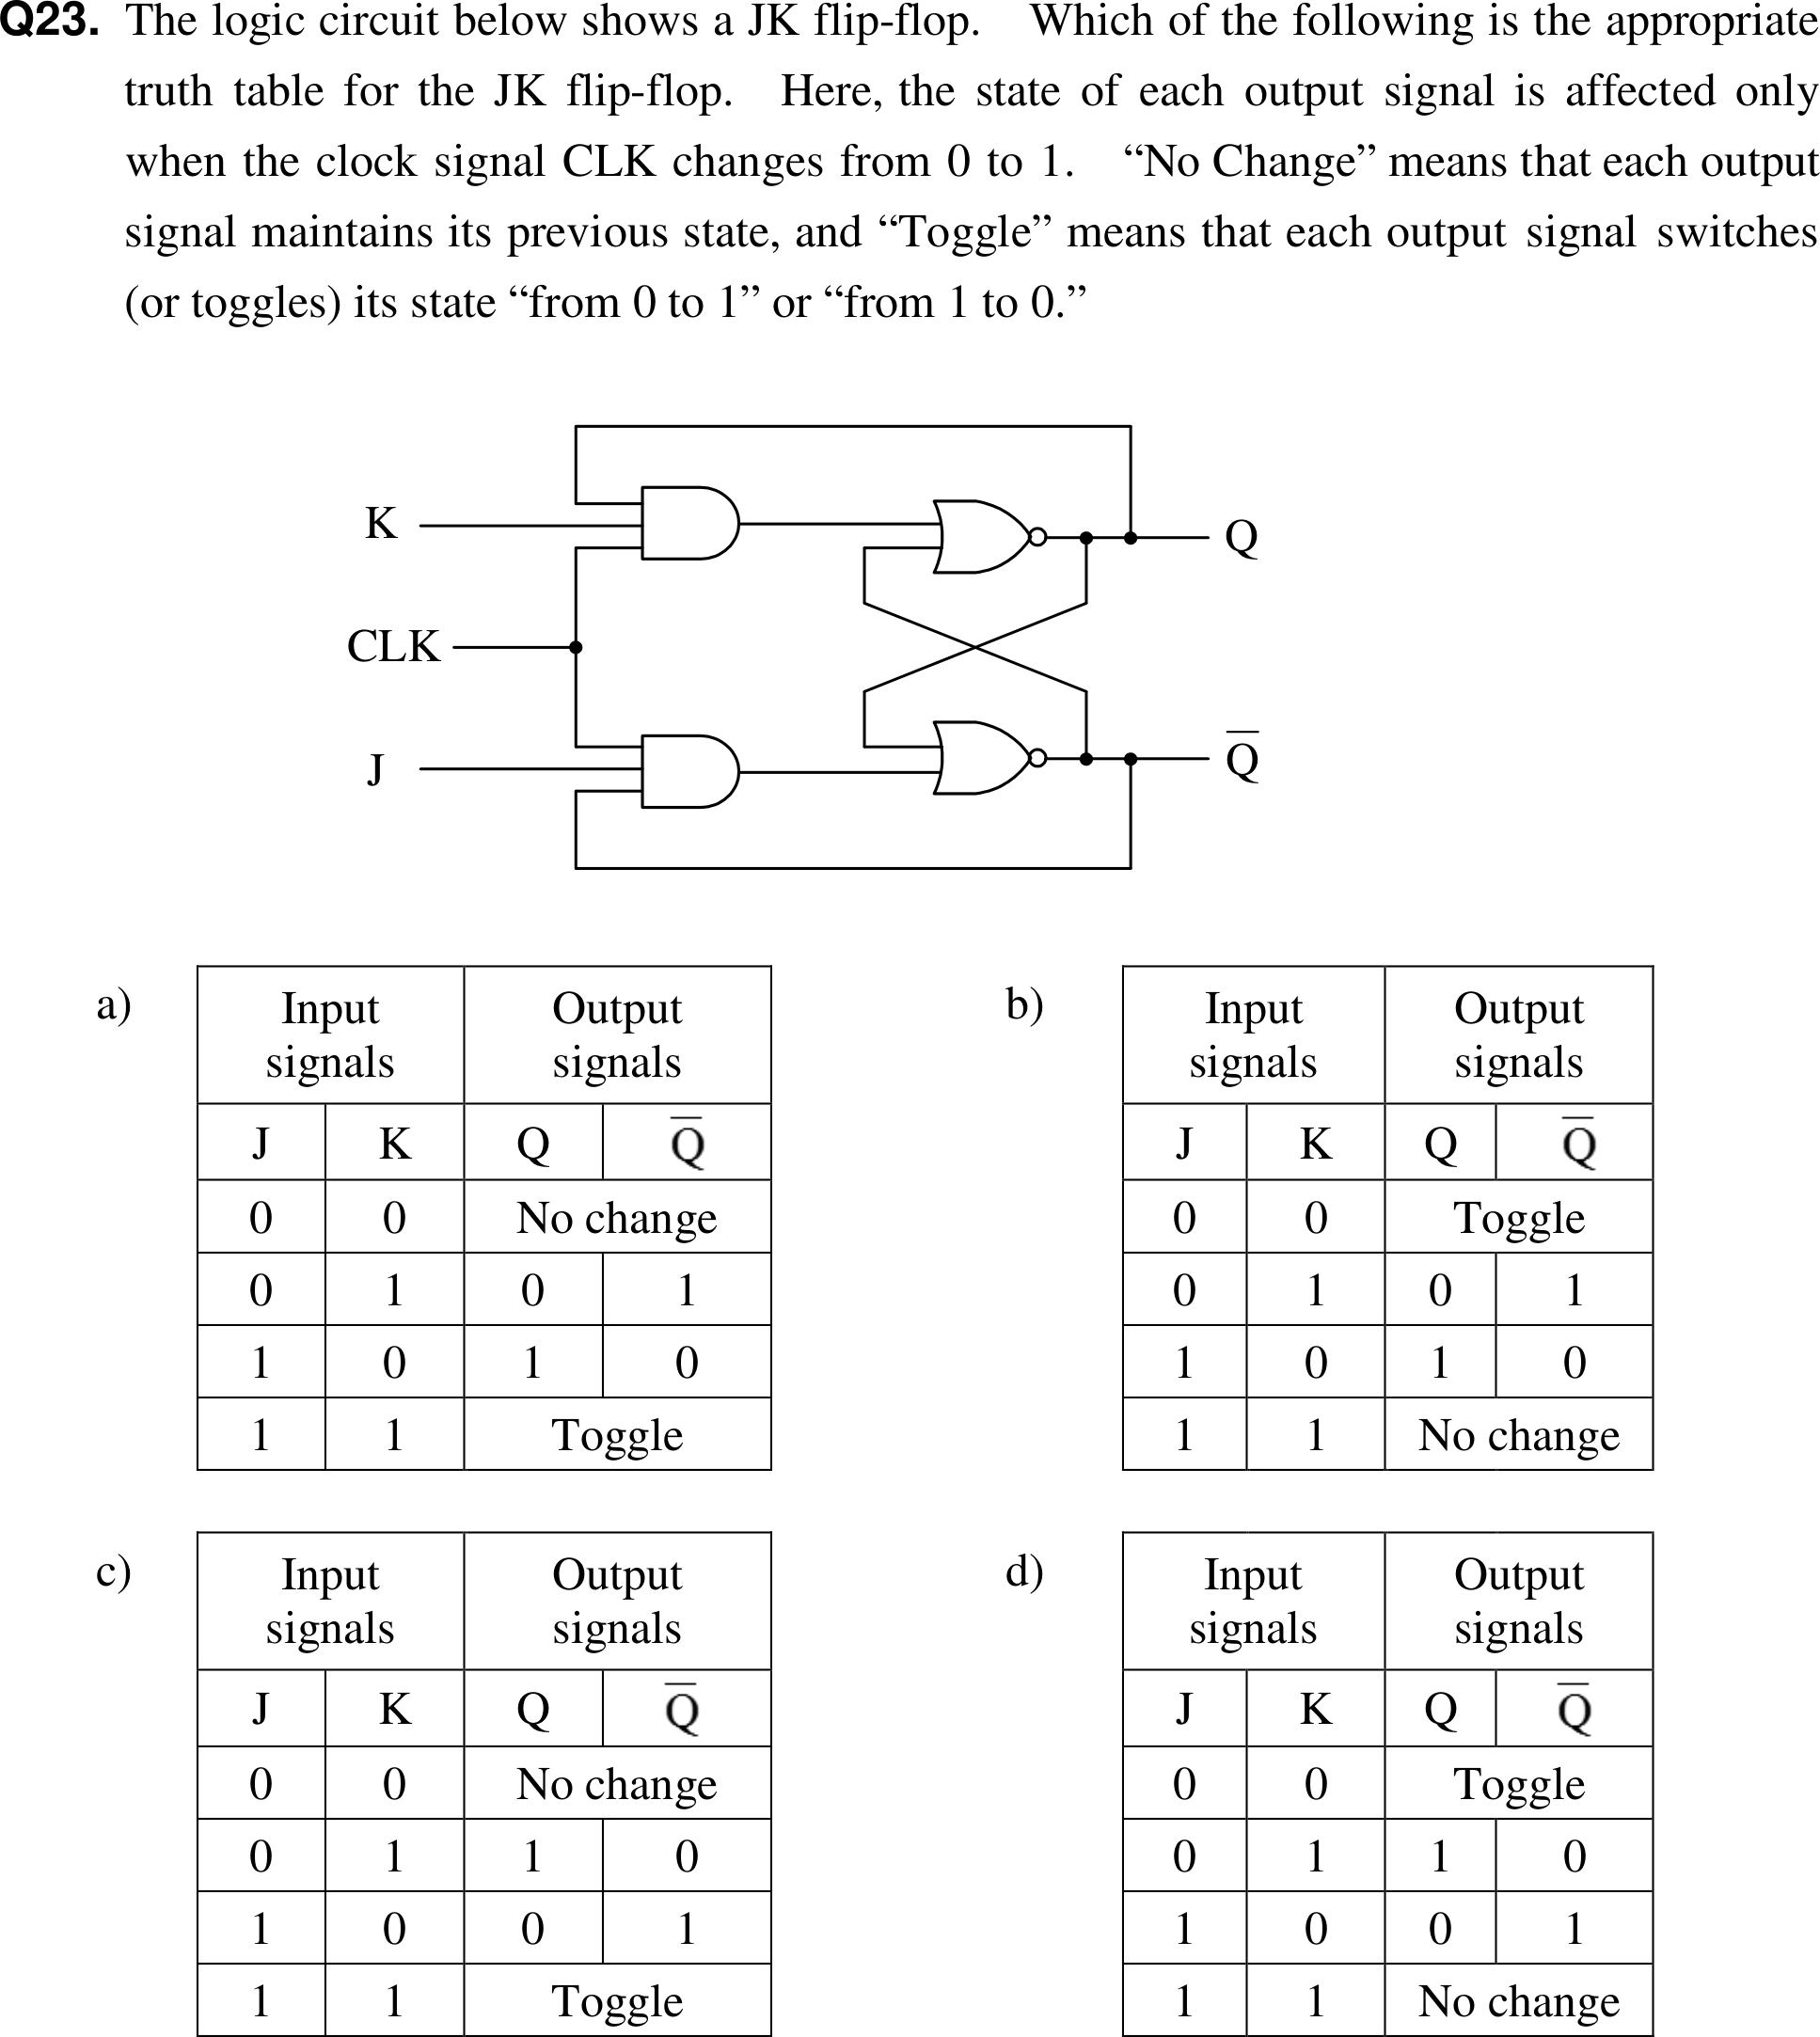 Q23. The logic circuit below shows a JK flip-flop. Which of the following is the appropriate
truth table for the JK flip-flop. Here, the state of each output signal is affected only
when the clock signal CLK changes from 0 to 1. “No Change” means that each output
signal maintains its previous state, and “Toggle” means that each output signal switches
(or toggles) its state “from 0 to 1” or “from 1 to 0.”
K
Q
CLK
J
Q̅
a)
Input signals Output signals
J K Q Q̅
0 0 No change
0 1 0 1
1 0 1 0
1 1 Toggle
b)
Input signals Output signals
J K Q Q̅
0 0 Toggle
0 1 0 1
1 0 1 0
1 1 No change
c)
Input signals Output signals
J K Q Q̅
0 0 No change
0 1 1 0
1 0 0 1
1 1 Toggle
d)
Input signals Output signals
J K Q Q̅
0 0 Toggle
0 1 1 0
1 0 0 1
1 1 No change